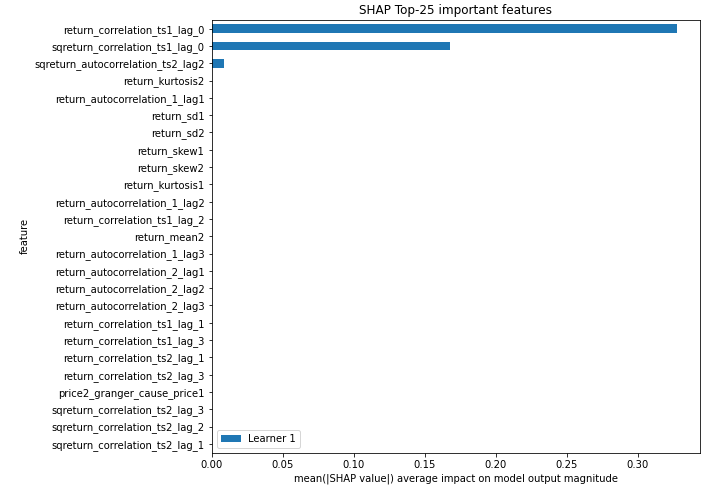 SHAP Top-25 important features
feature
return_correlation_ts1_lag_0
sqreturn_correlation_ts1_lag_0
sqreturn_autocorrelation_ts2_lag2
return_kurtosis2
return_autocorrelation_1_lag1
return_sd1
return_sd2
return_skew1
return_skew2
return_kurtosis1
return_autocorrelation_1_lag2
return_correlation_ts1_lag_2
return_mean2
return_autocorrelation_1_lag3
return_autocorrelation_2_lag1
return_autocorrelation_2_lag2
return_autocorrelation_2_lag3
return_correlation_ts1_lag_1
return_correlation_ts1_lag_3
return_correlation_ts2_lag_1
return_correlation_ts2_lag_3
price2_granger_cause_price1
sqreturn_correlation_ts2_lag_3
sqreturn_correlation_ts2_lag_2
sqreturn_correlation_ts2_lag_1
Learner 1
0.00 0.05 0.10 0.15 0.20 0.25 0.30
mean(|SHAP value|) average impact on model output magnitude